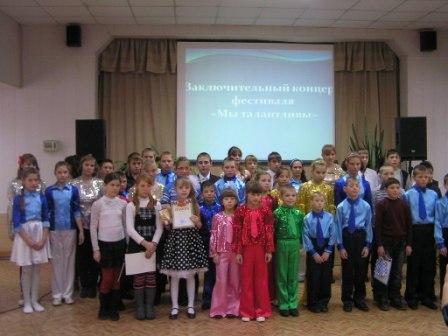 Заключительный концерт
фестиваля
«Мы талантливы»